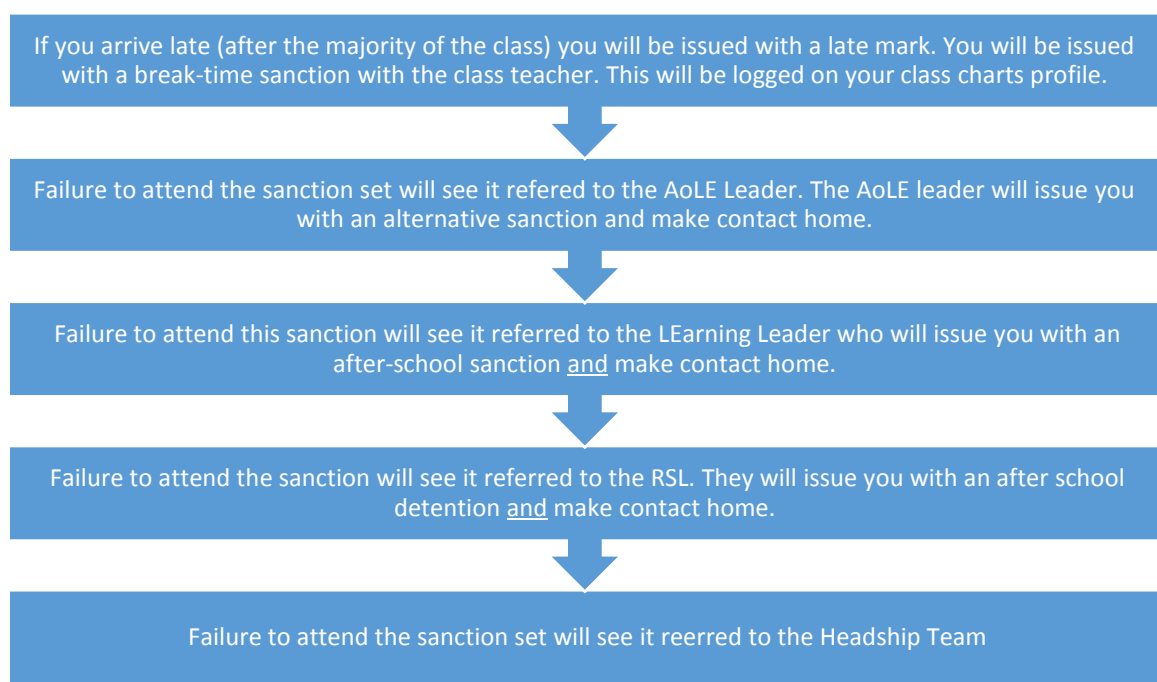 If you arrive late (after the majority of the class) you will be issued with a late mark. You will be issued
with a break-time sanction with the class teacher. This will be logged on your class charts profile.
Failure to attend the sanction set will see it refered to the AoLE Leader. The AoLE leader will issue you
with an alternative sanction and make contact home.
Failure to attend this sanction will see it referred to the LEarning Leader who will issue you with an
after-school sanction and make contact home.
Failure to attend the sanction will see it referred to the RSL. They will issue you with an after school
detention and make contact home.
Failure to attend the sanction set will see it reerred to the Headship Team